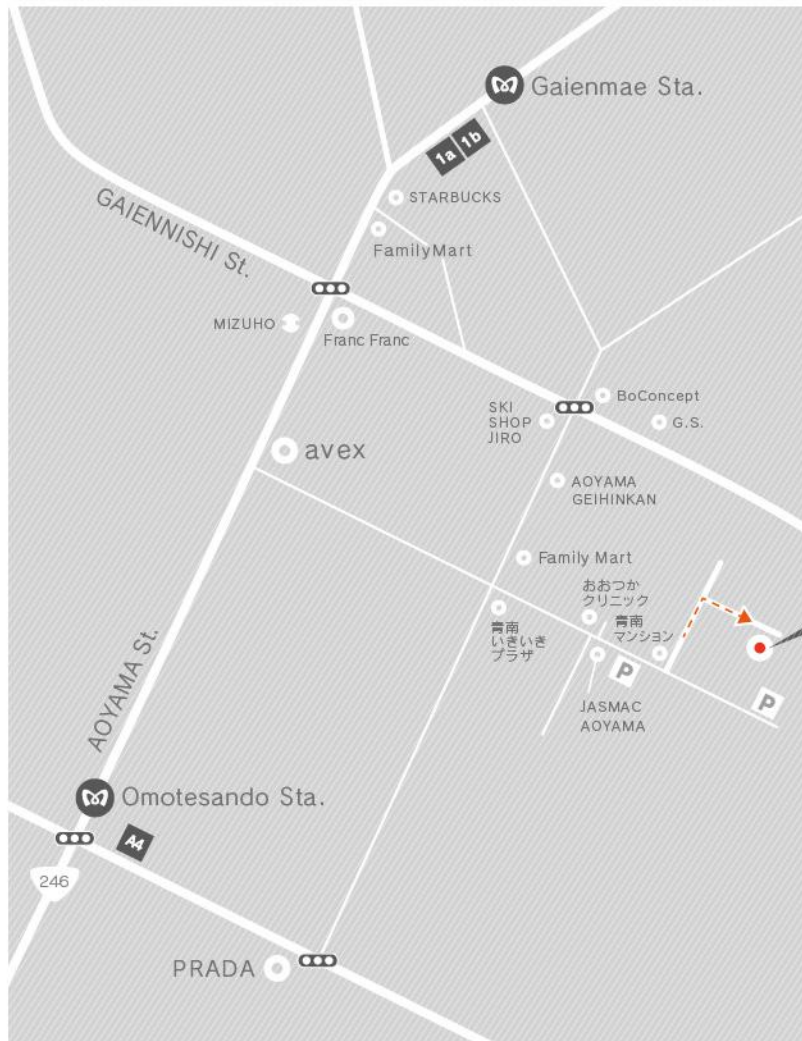 Gaienmae Sta.
1a 1b
STARBUCKS
GAIENNISHI St.
FamilyMart
MIZUHO
Franc Franc
BoConcept
SKI
SHOP
JIRO
G.S.
avex
AOYAMA
GEIHINKAN
Family Mart
おおつか
クリニック
青南
いきいき
プラザ
青南
マンション
P
P
JASMAC
AOYAMA
AOYAMA St.
Omotesando Sta.
A4
246
PRADA